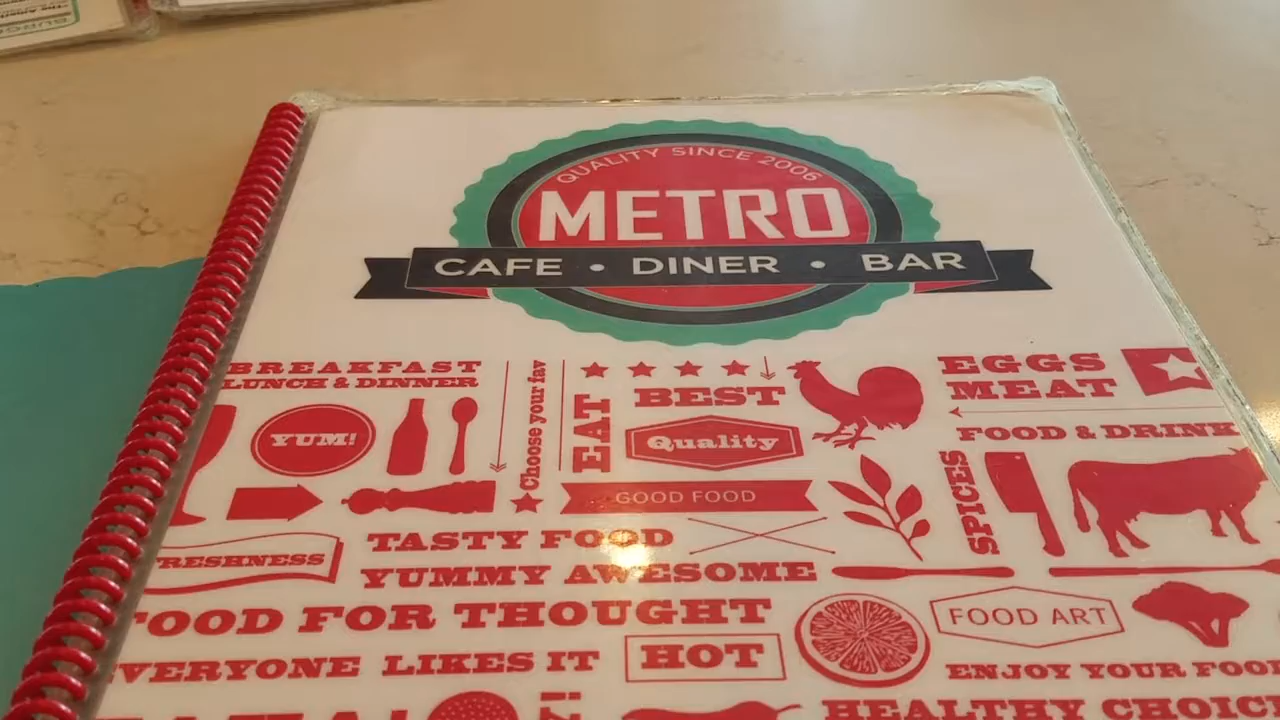 QUALITY SINCE 2006
METRO
CAFE • DINER • BAR
BREAKFAST
LUNCH & DINNER
YUM!
Choose your fav
EAT
BEST
Quality
GOOD FOOD
EGGS
MEAT
FOOD & DRINK
SPICES
FRESHNESS
TASTY FOOD
YUMMY AWESOME
FOOD FOR THOUGHT
EVERYONE LIKES IT
HOT
FOOD ART
ENJOY YOUR FOOD
HEALTHY CHOIC